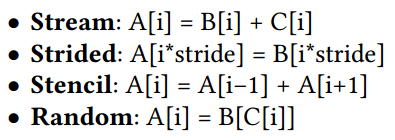 • Stream: A[i] = B[i] + C[i]
• Strided: A[i*stride] = B[i*stride]
• Stencil: A[i] = A[i−1] + A[i+1]
• Random: A[i] = B[C[i]]